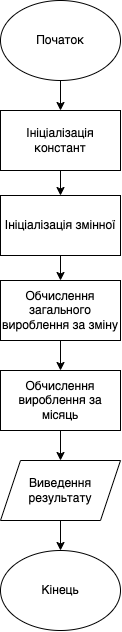 Початок
Ініціалізація
констант
Ініціалізація змінної
Обчислення
загального
вироблення за зміну
Обчислення
вироблення за
місяць
Виведення
результату
Кінець